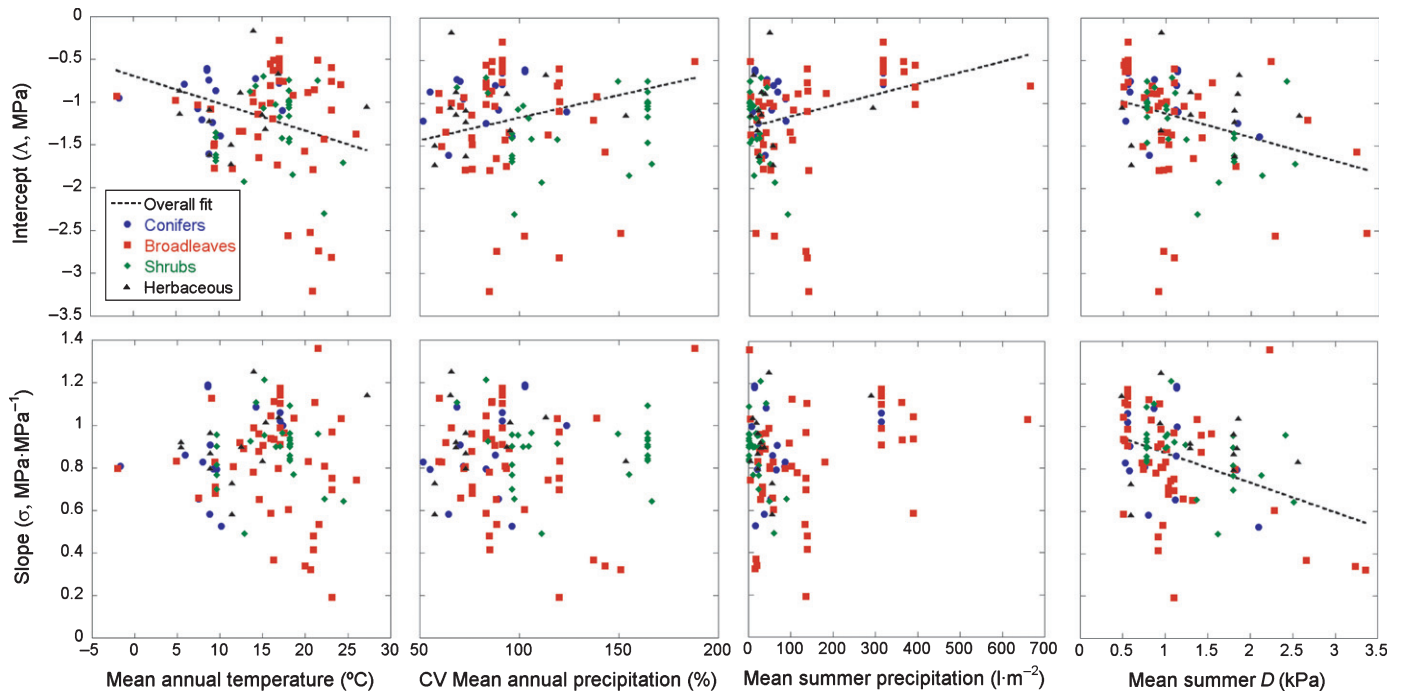 Intercept (Λ, MPa)
0
–0.5
–1
–1.5
–2
–2.5
–3
–3.5
Overall fit
Conifers
Broadleaves
Shrubs
Herbaceous
Slope (σ, MPa·MPa⁻¹)
1.4
1.2
1
0.8
0.6
0.4
0.2
0
–5 0 5 10 15 20 25 30
50 100 150 200
0 100 200 300 400 500 600 700
0 0.5 1 1.5 2 2.5 3 3.5
Mean annual temperature (ºC)
CV Mean annual precipitation (%)
Mean summer precipitation (l·m⁻²)
Mean summer D (kPa)